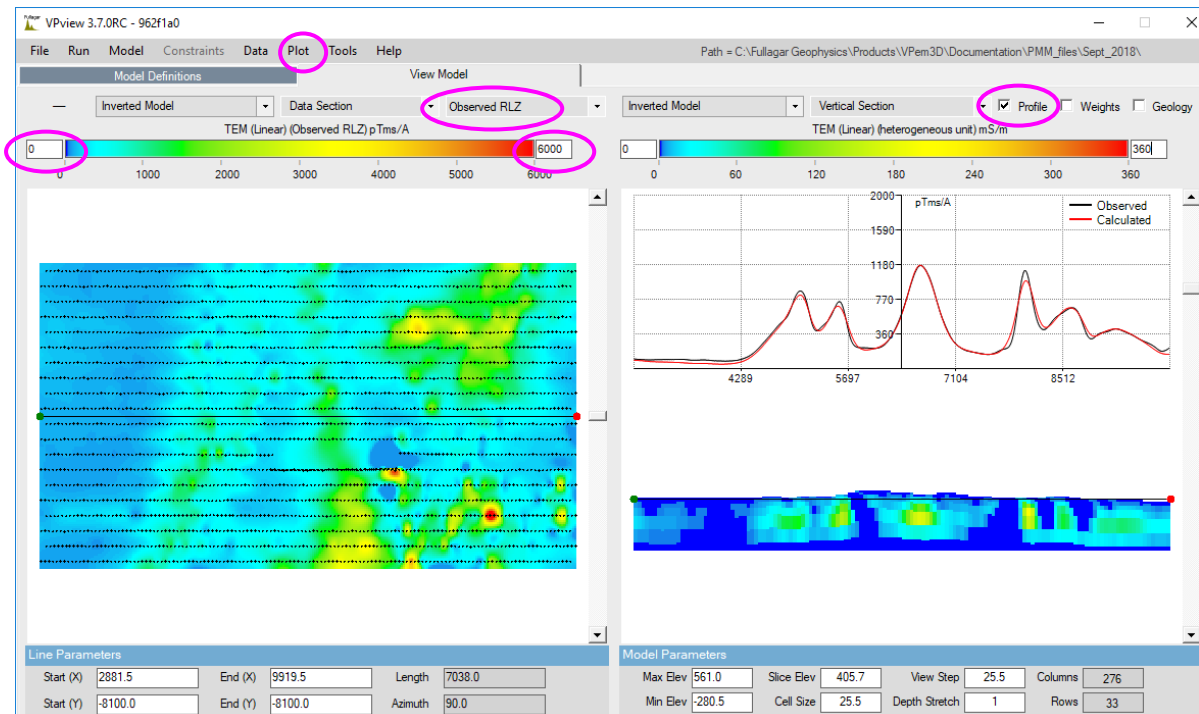 VPview 3.7.0RC - 962f1a0
File Run Model Constraints Data Plot Tools Help Path = C:\Fullagar Geophysics\Products\VPem3D\Documentation\PMM_files\Sept_2018\
Model Definitions View Model
— Inverted Model Data Section Observed RLZ Inverted Model Vertical Section Profile Weights Geology
TEM (Linear) (Observed RLZ) pTms/A TEM (Linear) (heterogeneous unit) mS/m
0 6000 0 360
0 1000 2000 3000 4000 5000 6000 0 60 120 180 240 300 360
2000 pTms/A Observed
Calculated
1590
1180
770
360
4289 5697 7104 8512
Line Parameters Model Parameters
Start (X) 2881.5 End (X) 9919.5 Length 7038.0 Max Elev 561.0 Slice Elev 405.7 View Step 25.5 Columns 276
Start (Y) -8100.0 End (Y) -8100.0 Azimuth 90.0 Min Elev -280.5 Cell Size 25.5 Depth Stretch 1 Rows 33